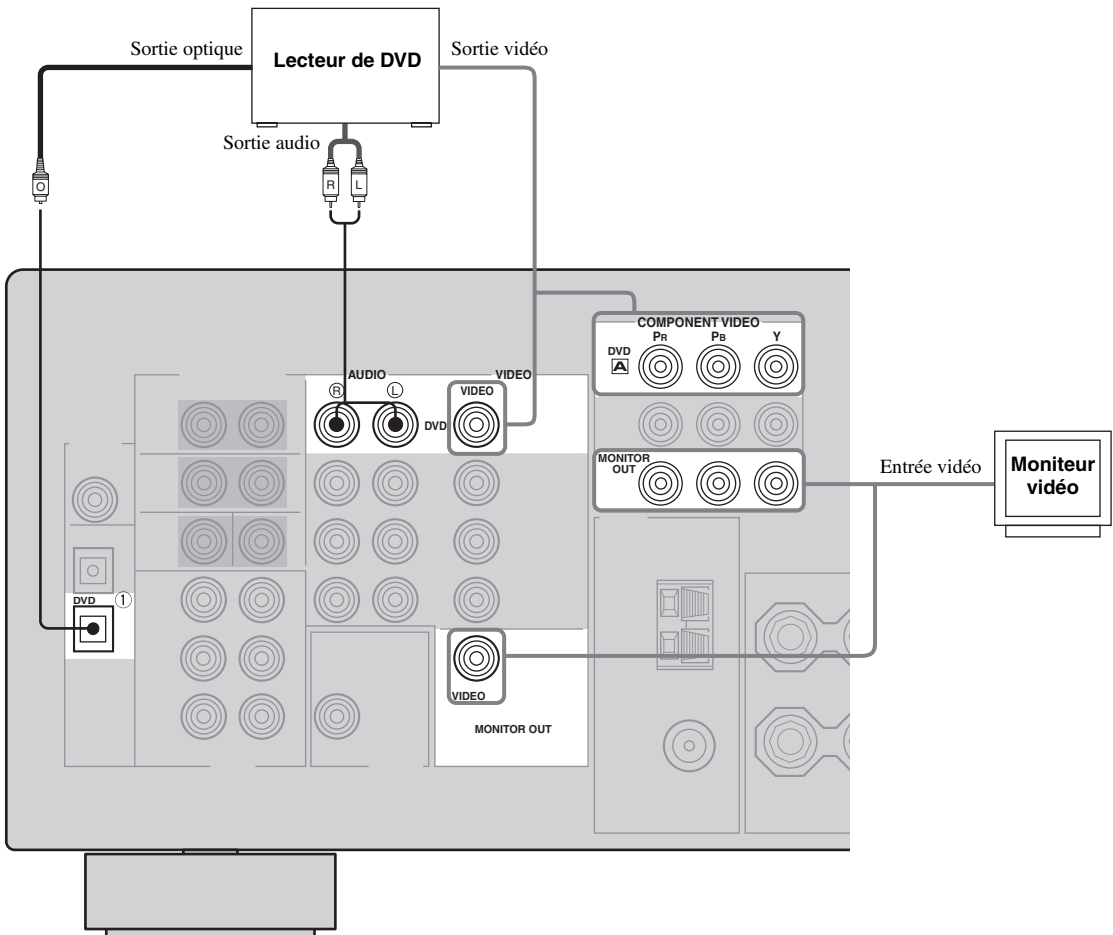 Sortie optique
Lecteur de DVD
Sortie vidéo
Sortie audio
O
R
L
COMPONENT VIDEO
PR
PB
Y
DVD
A
AUDIO
VIDEO
R
L
VIDEO
DVD
MONITOR
OUT
Entrée vidéo
Moniteur
vidéo
DVD
1
VIDEO
MONITOR OUT